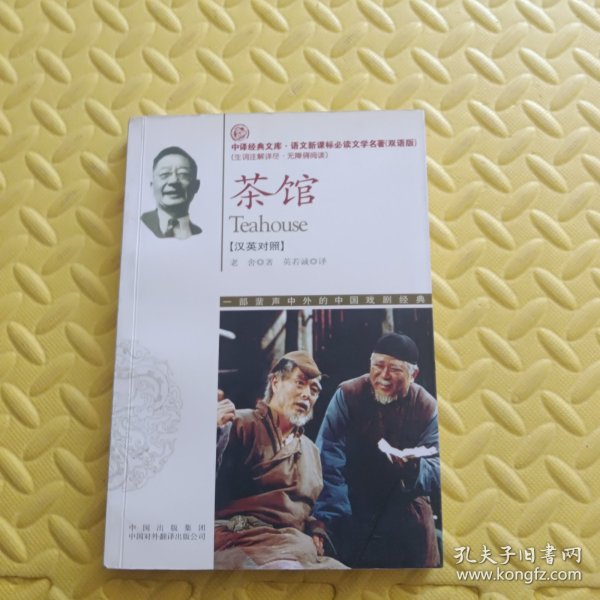 中译经典文库·语文新课标必读文学名著(双语版)
(生词注解详尽·无障碍阅读)
茶馆
Teahouse
【汉英对照】
老舍◎著 英若诚◎译
一部蜚声中外的中国戏剧经典
中国出版集团
中国对外翻译出版公司
孔夫子旧书网
www.kongfz.com